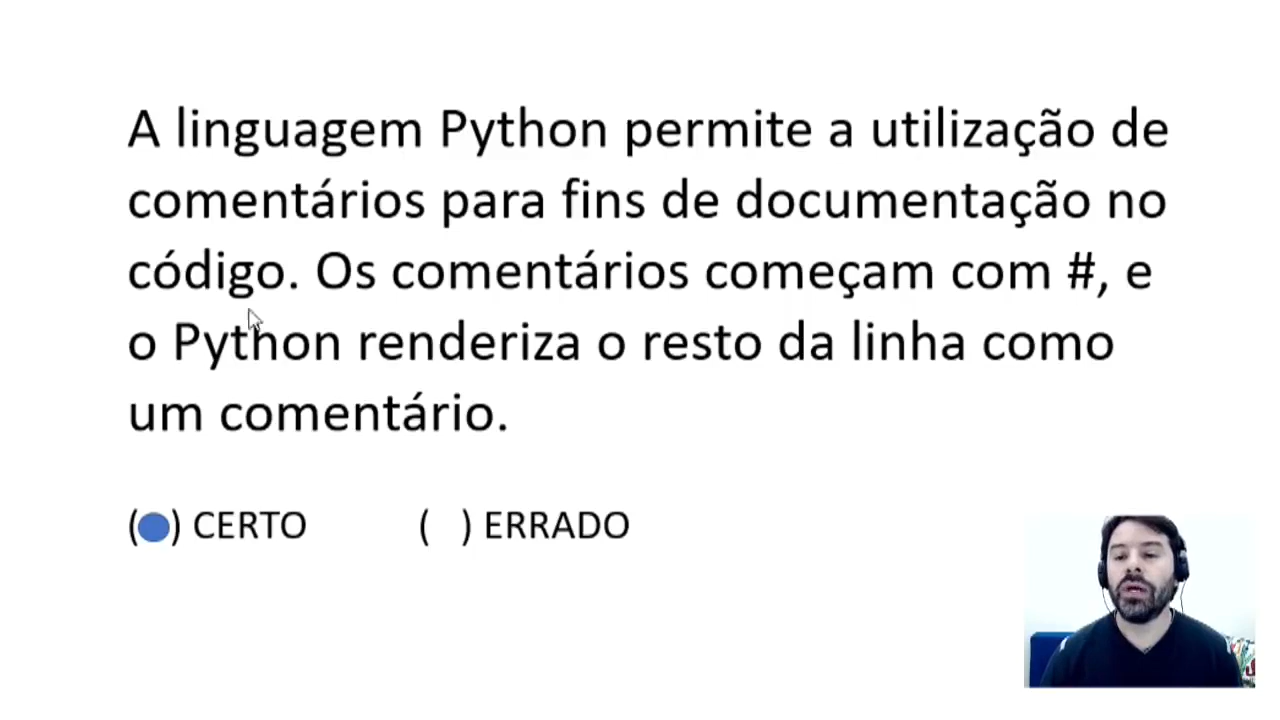 A linguagem Python permite a utilização de
comentários para fins de documentação no
código. Os comentários começam com #, e
o Python renderiza o resto da linha como
um comentário.
( ) CERTO ( ) ERRADO